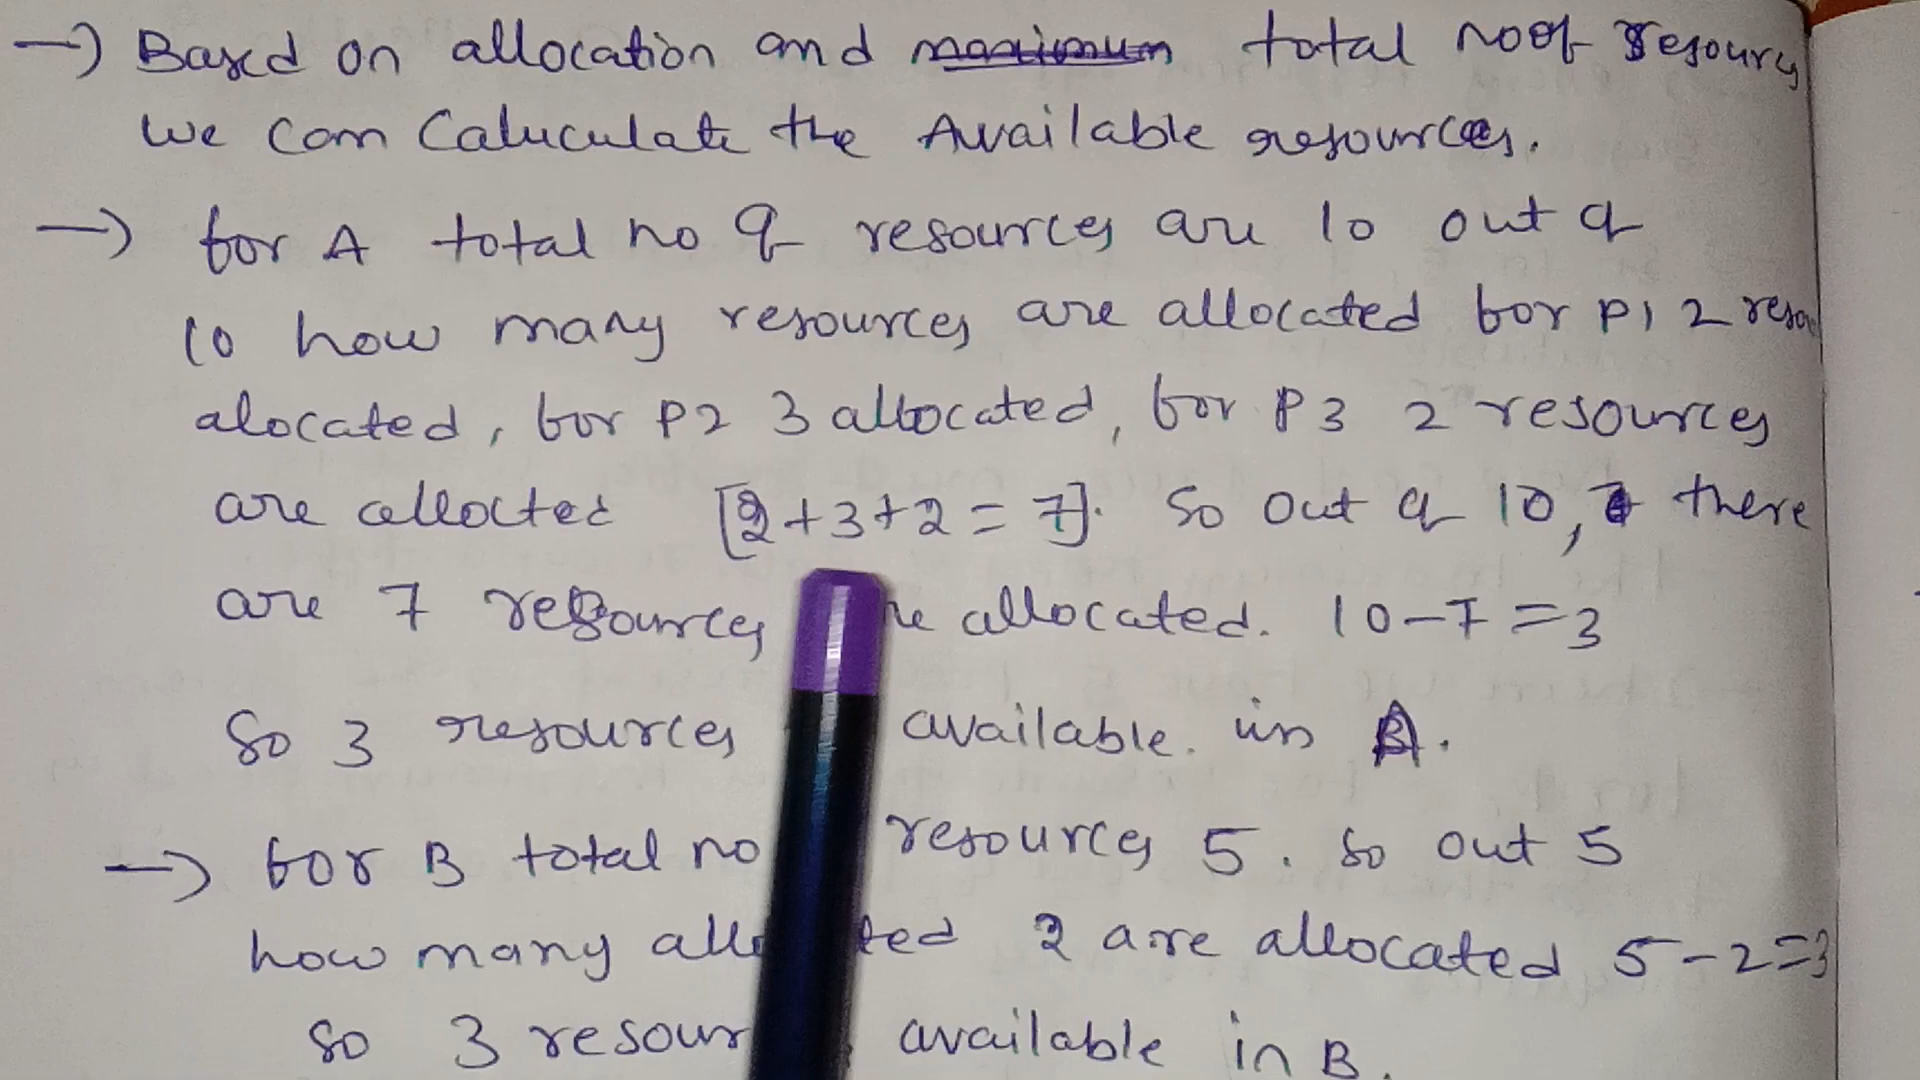 → Based on allocation and maximum total no of resourcs
we can Caluculate the Available resources.
→ for A total no of resources are 10 out of
10 how many resources are allocated for P1 2 reso
alocated, for P2 3 allocated, for P3 2 resources
are allocted [2+3+2=7]. So out of 10, there
are 7 resources allocated. 10-7=3
So 3 resources available. in A.
→ for B total no resources 5. So out 5
how many allocated 2 are allocated 5-2=3
So 3 resour available in B.